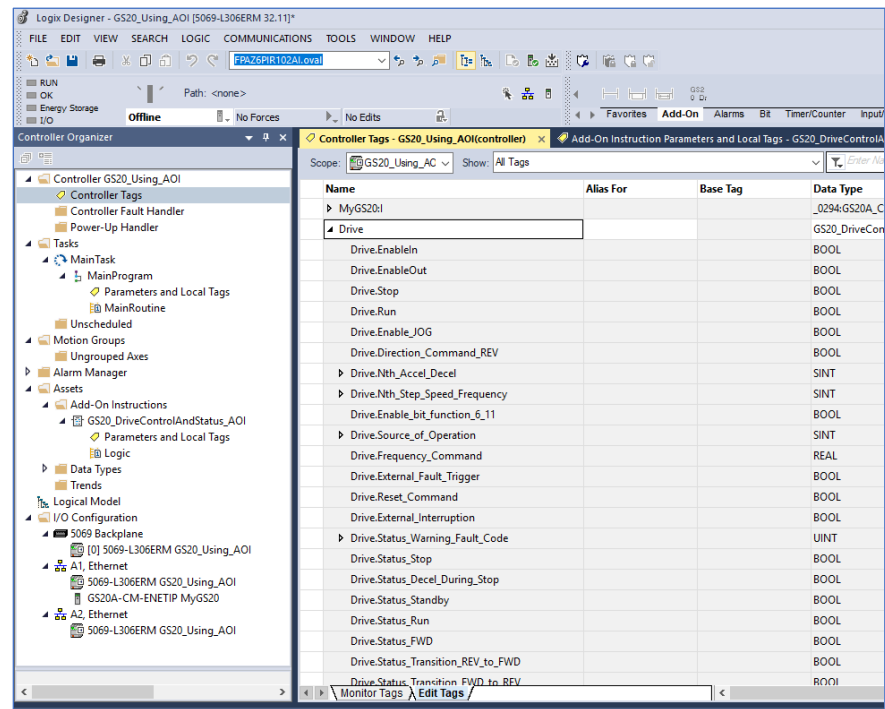 Logix Designer - GS20_Using_AOI [5069-L306ERM 32.11]*
FILE EDIT VIEW SEARCH LOGIC COMMUNICATIONS TOOLS WINDOW HELP
FPAZ6PIR102AI.oval
RUN
OK
Energy Storage
I/O
Path: <none>
Offline
No Forces
No Edits
Favorites Add-On Alarms Bit Timer/Counter Input/
Controller Organizer
Controller Tags - GS20_Using_AOI(controller)
Add-On Instruction Parameters and Local Tags - GS20_DriveControlA
Scope: GS20_Using_AC Show: All Tags
Enter Na
Name Alias For Base Tag Data Type
MyGS20:I _0294:GS20A_C
Drive GS20_DriveCon
Drive.EnableIn BOOL
Drive.EnableOut BOOL
Drive.Stop BOOL
Drive.Run BOOL
Drive.Enable_JOG BOOL
Drive.Direction_Command_REV BOOL
Drive.Nth_Accel_Decel SINT
Drive.Nth_Step_Speed_Frequency SINT
Drive.Enable_bit_function_6_11 BOOL
Drive.Source_of_Operation SINT
Drive.Frequency_Command REAL
Drive.External_Fault_Trigger BOOL
Drive.Reset_Command BOOL
Drive.External_Interruption BOOL
Drive.Status_Warning_Fault_Code UINT
Drive.Status_Stop BOOL
Drive.Status_Decel_During_Stop BOOL
Drive.Status_Standby BOOL
Drive.Status_Run BOOL
Drive.Status_FWD BOOL
Drive.Status_Transition_REV_to_FWD BOOL
Drive.Status_Transition_FWD_to_REV BOOL
Monitor Tags Edit Tags
Controller GS20_Using_AOI
Controller Tags
Controller Fault Handler
Power-Up Handler
Tasks
MainTask
MainProgram
Parameters and Local Tags
MainRoutine
Unscheduled
Motion Groups
Ungrouped Axes
Alarm Manager
Assets
Add-On Instructions
GS20_DriveControlAndStatus_AOI
Parameters and Local Tags
Logic
Data Types
Trends
Logical Model
I/O Configuration
5069 Backplane
[0] 5069-L306ERM GS20_Using_AOI
A1, Ethernet
5069-L306ERM GS20_Using_AOI
GS20A-CM-ENETIP MyGS20
A2, Ethernet
5069-L306ERM GS20_Using_AOI